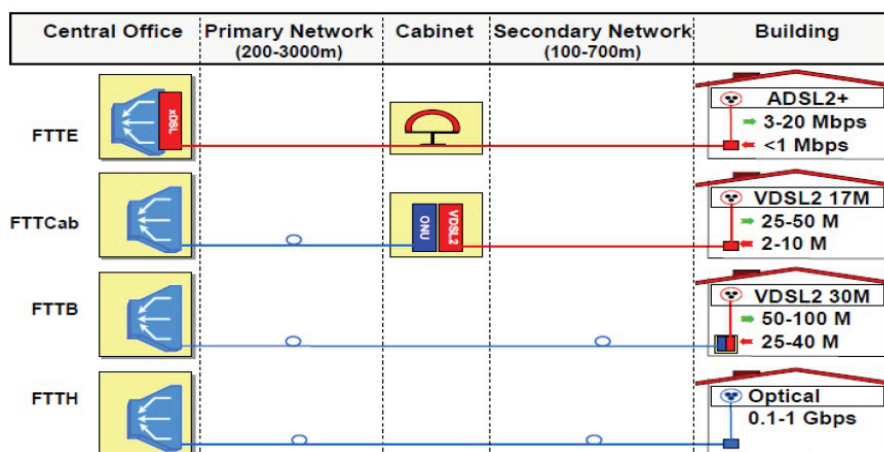 Central Office
Primary Network
(200-3000m)
Cabinet
Secondary Network
(100-700m)
Building
FTTE
xDSL
ADSL2+
3-20 Mbps
<1 Mbps
FTTCab
ONU
VDSL2
VDSL2 17M
25-50 M
2-10 M
FTTB
VDSL2 30M
50-100 M
25-40 M
FTTH
Optical
0.1-1 Gbps